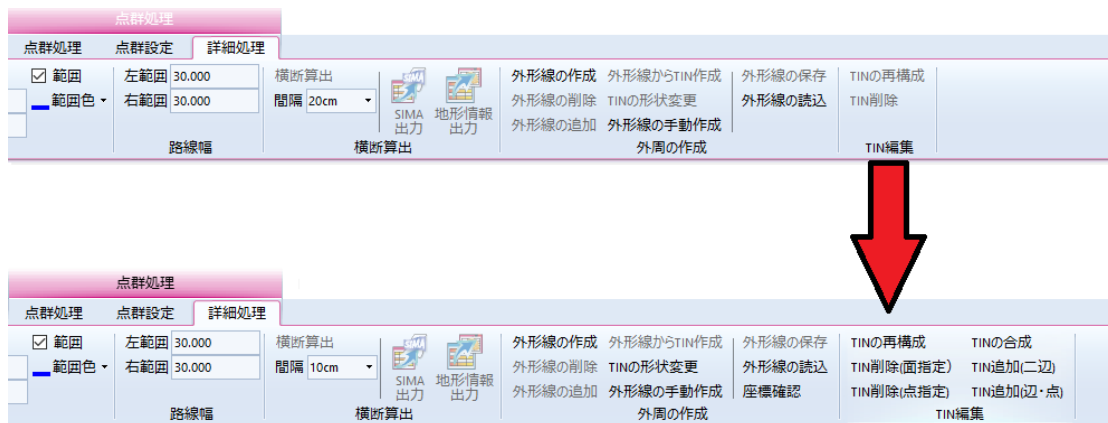 点群処理
点群処理 点群設定 詳細処理
範囲 左範囲 30.000 横断算出 外形線の作成 外形線からTIN作成 外形線の保存 TINの再構成
範囲色 右範囲 30.000 間隔 20cm SIMA出力 地形情報出力 外形線の削除 TINの形状変更 外形線の読込 TIN削除
外形線の追加 外形線の手動作成
路線幅 横断算出 外周の作成 TIN編集
点群処理
点群処理 点群設定 詳細処理
範囲 左範囲 30.000 横断算出 外形線の作成 外形線からTIN作成 外形線の保存 TINの再構成 TINの合成
範囲色 右範囲 30.000 間隔 10cm SIMA出力 地形情報出力 外形線の削除 TINの形状変更 外形線の読込 TIN削除(面指定) TIN追加(二辺)
外形線の追加 外形線の手動作成 座標確認 TIN削除(点指定) TIN追加(辺・点)
路線幅 横断算出 外周の作成 TIN編集